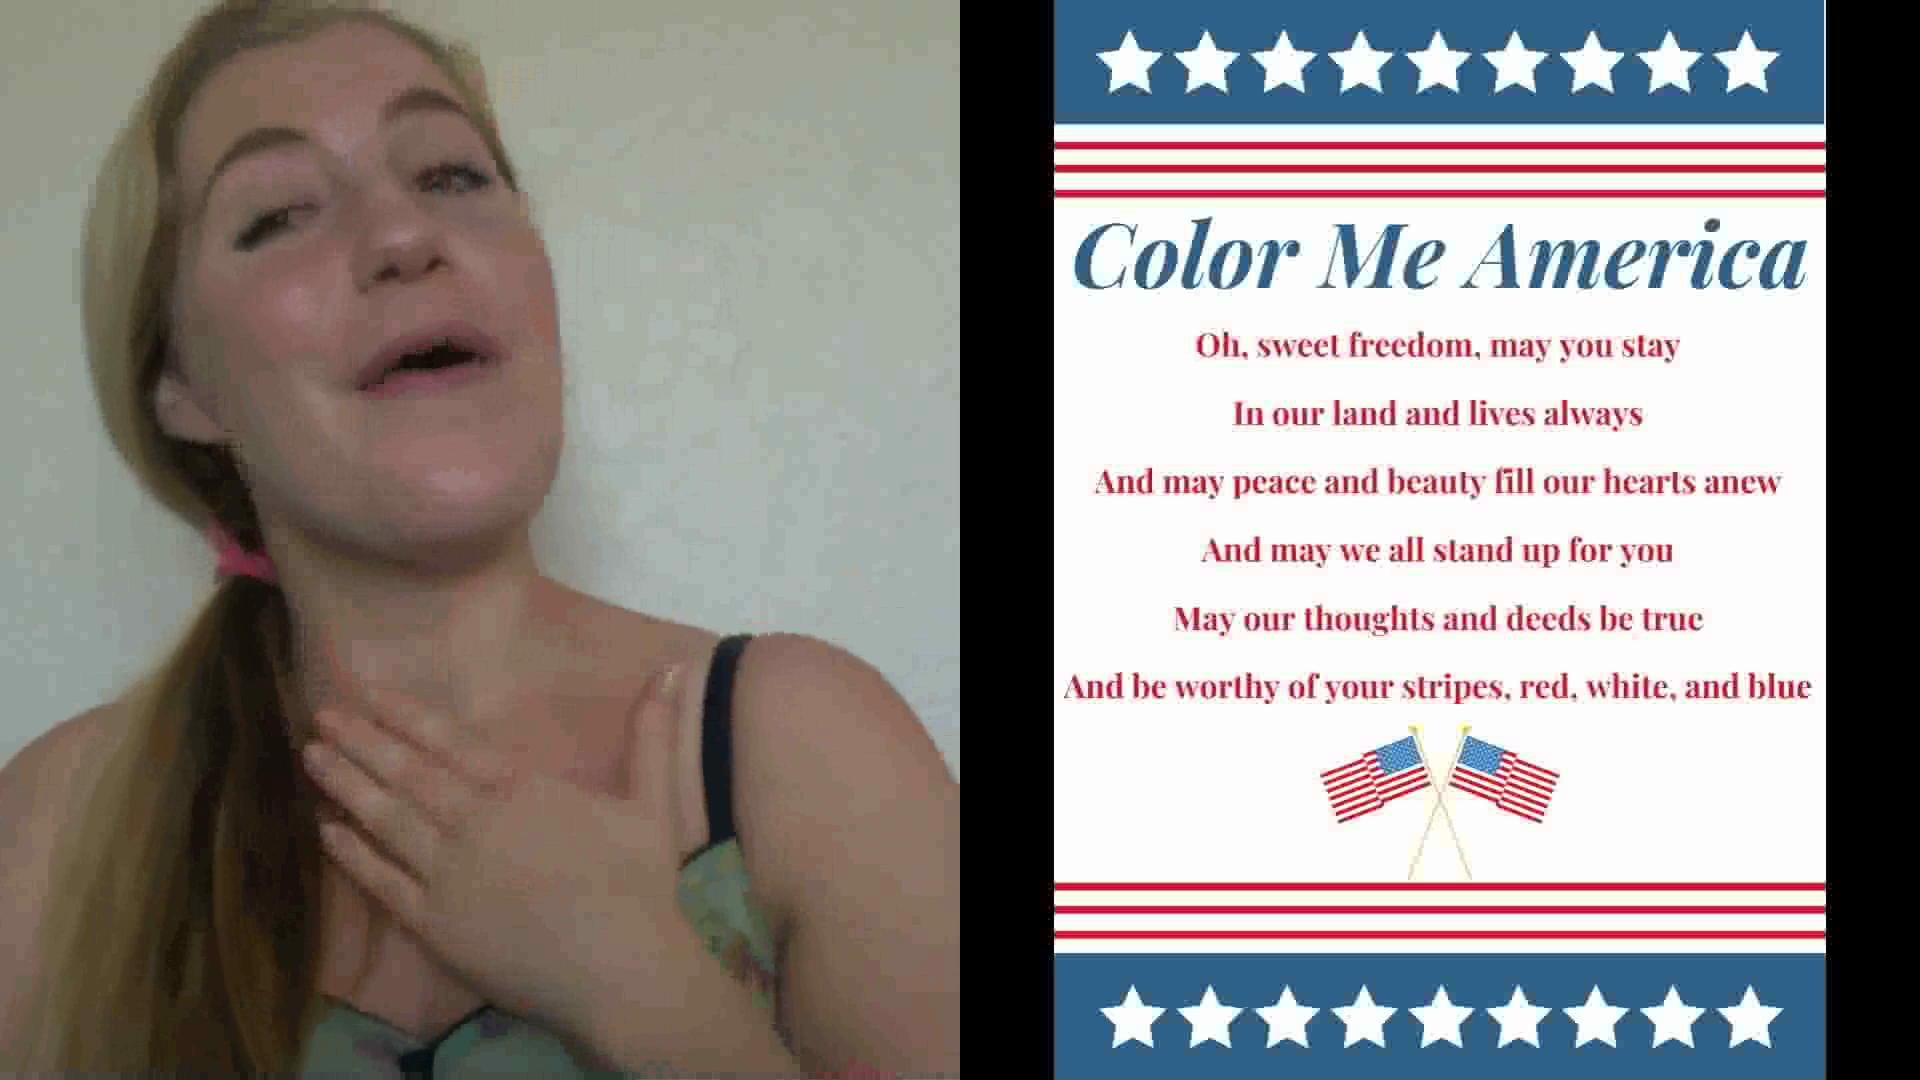 Color Me America
Oh, sweet freedom, may you stay
In our land and lives always
And may peace and beauty fill our hearts anew
And may we all stand up for you
May our thoughts and deeds be true
And be worthy of your stripes, red, white, and blue